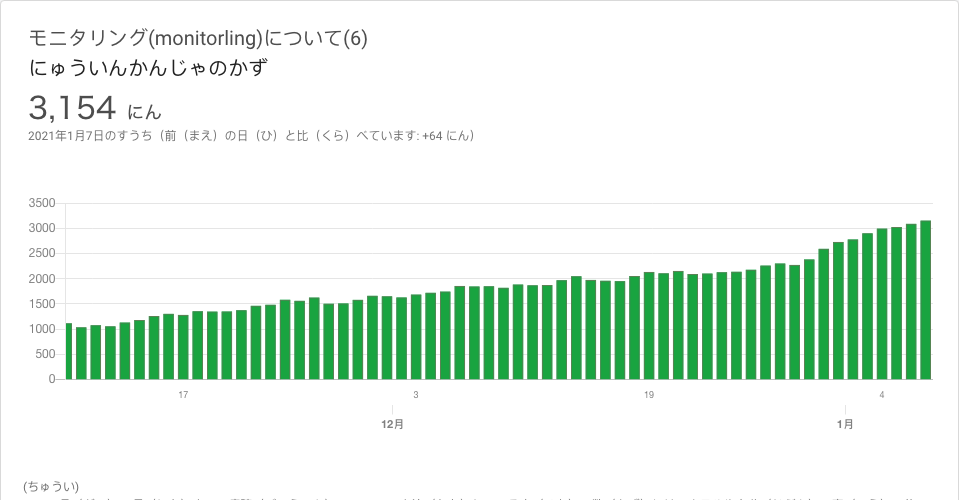 モニタリング(monitorling)について(6)
にゅういんかんじゃのかず
3,154 にん
2021年1月7日のすうち（前（まえ）の日（ひ）と比（くら）べています: +64 にん）
3500
3000
2500
2000
1500
1000
500
0
17
3
19
4
12月
1月
(ちゅうい)